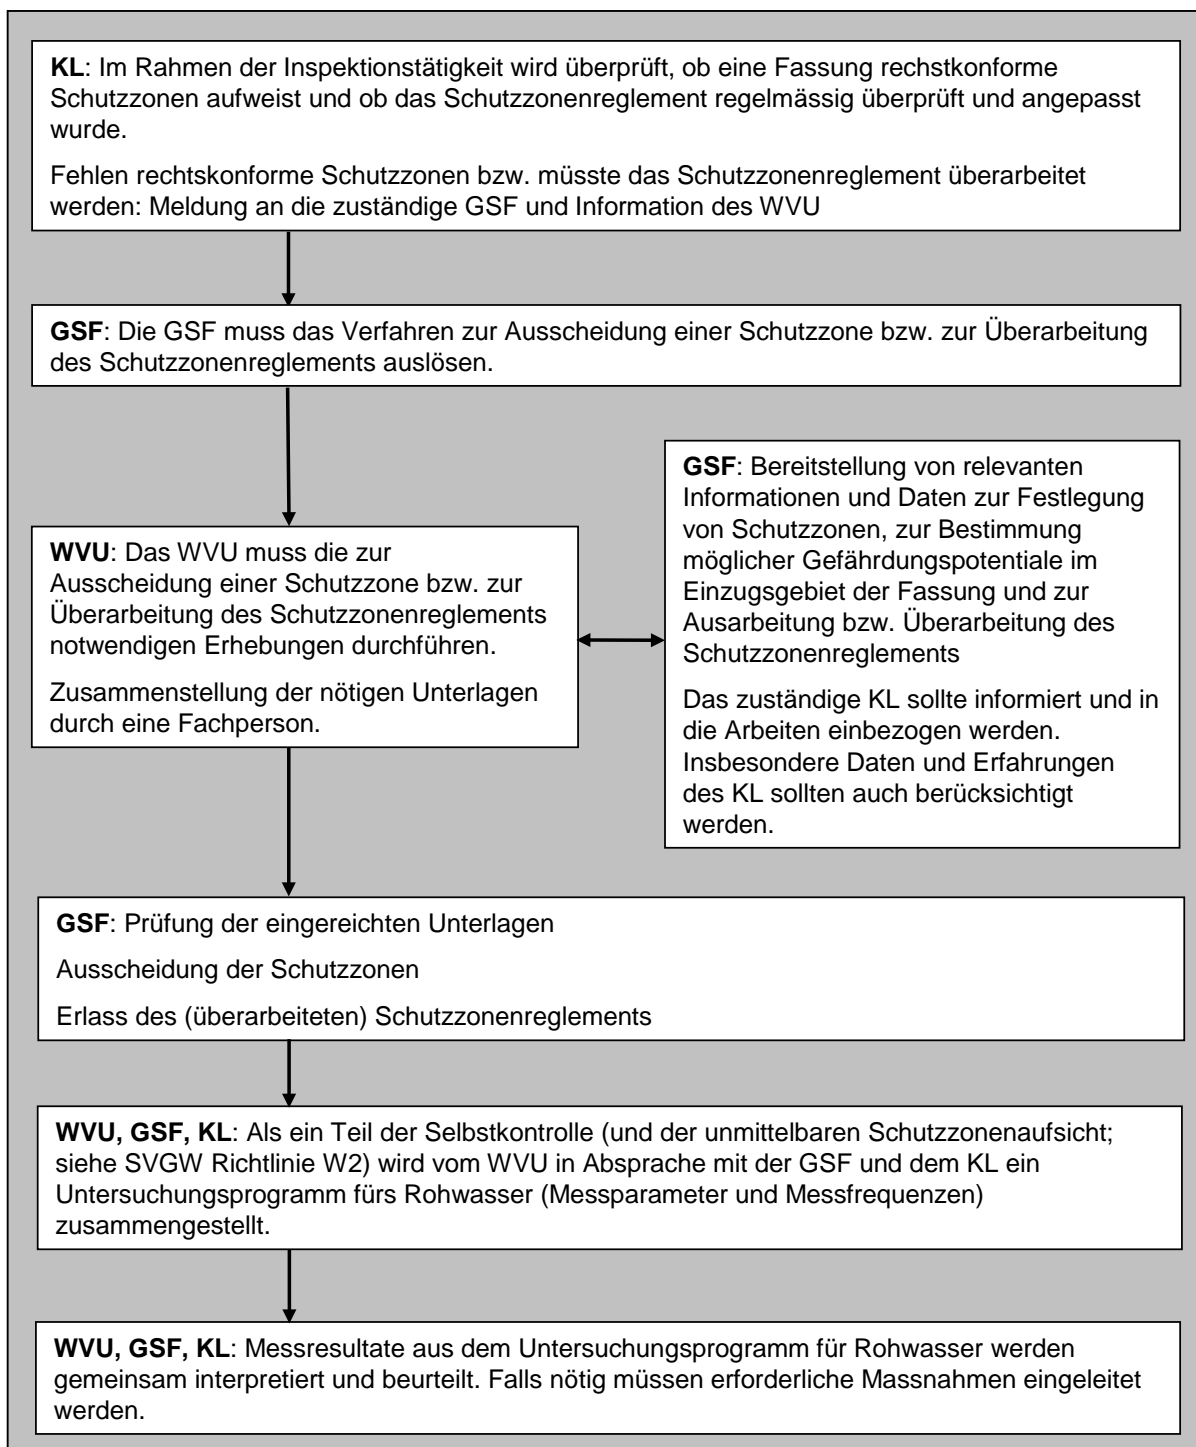 KL: Im Rahmen der Inspektionstätigkeit wird überprüft, ob eine Fassung rechstkonforme
Schutzzonen aufweist und ob das Schutzzonenreglement regelmässig überprüft und angepasst
wurde.
Fehlen rechtskonforme Schutzzonen bzw. müsste das Schutzzonenreglement überarbeitet
werden: Meldung an die zuständige GSF und Information des WVU
GSF: Die GSF muss das Verfahren zur Ausscheidung einer Schutzzone bzw. zur Überarbeitung
des Schutzzonenreglements auslösen.
WVU: Das WVU muss die zur
Ausscheidung einer Schutzzone bzw. zur
Überarbeitung des Schutzzonenreglements
notwendigen Erhebungen durchführen.
Zusammenstellung der nötigen Unterlagen
durch eine Fachperson.
GSF: Bereitstellung von relevanten
Informationen und Daten zur Festlegung
von Schutzzonen, zur Bestimmung
möglicher Gefährdungspotentiale im
Einzugsgebiet der Fassung und zur
Ausarbeitung bzw. Überarbeitung des
Schutzzonenreglements
Das zuständige KL sollte informiert und in
die Arbeiten einbezogen werden.
Insbesondere Daten und Erfahrungen
des KL sollten auch berücksichtigt
werden.
GSF: Prüfung der eingereichten Unterlagen
Ausscheidung der Schutzzonen
Erlass des (überarbeiteten) Schutzzonenreglements
WVU, GSF, KL: Als ein Teil der Selbstkontrolle (und der unmittelbaren Schutzzonenaufsicht;
siehe SVGW Richtlinie W2) wird vom WVU in Absprache mit der GSF und dem KL ein
Untersuchungsprogramm fürs Rohwasser (Messparameter und Messfrequenzen)
zusammengestellt.
WVU, GSF, KL: Messresultate aus dem Untersuchungsprogramm für Rohwasser werden
gemeinsam interpretiert und beurteilt. Falls nötig müssen erforderliche Massnahmen eingeleitet
werden.